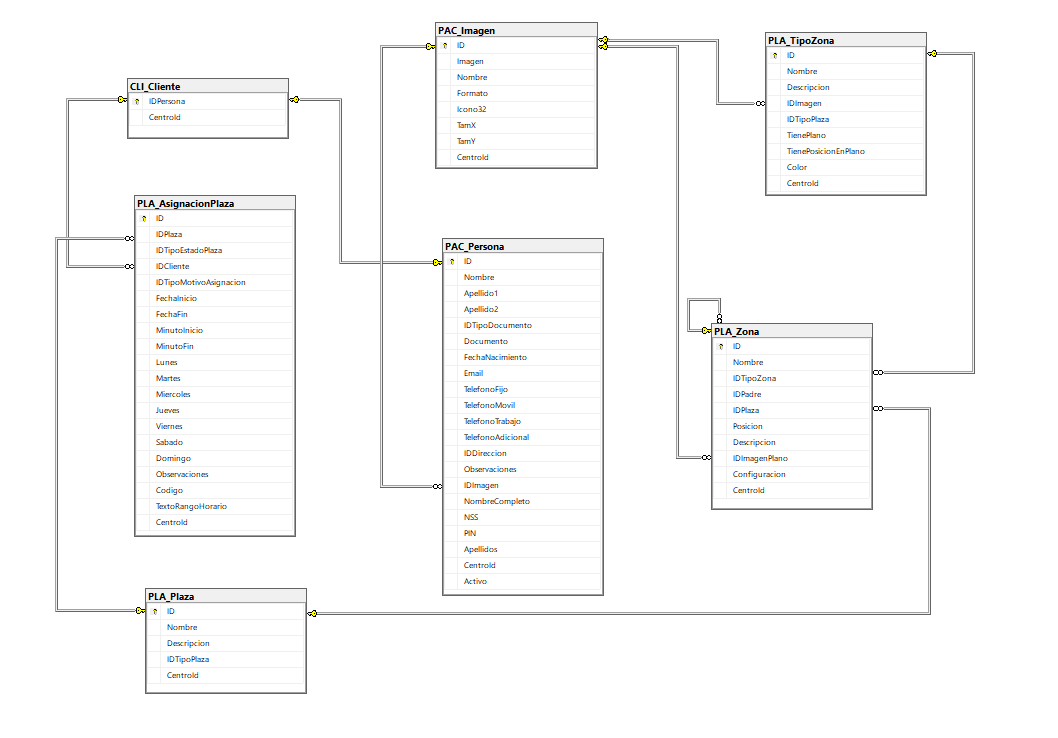 PAC_Imagen
ID
Imagen
Nombre
Formato
Icono32
TamX
TamY
CentroId
PLA_TipoZona
ID
Nombre
Descripcion
IDImagen
IDTipoPlaza
TienePlano
TienePosicionEnPlano
Color
CentroId
CLI_Cliente
IDPersona
CentroId
PLA_AsignacionPlaza
ID
IDPlaza
IDTipoEstadoPlaza
IDCliente
IDTipoMotivoAsignacion
FechaInicio
FechaFin
MinutoInicio
MinutoFin
Lunes
Martes
Miercoles
Jueves
Viernes
Sabado
Domingo
Observaciones
Codigo
TextoRangoHorario
CentroId
PAC_Persona
ID
Nombre
Apellido1
Apellido2
IDTipoDocumento
Documento
FechaNacimiento
Email
TelefonoFijo
TelefonoMovil
TelefonoTrabajo
TelefonoAdicional
IDDireccion
Observaciones
IDImagen
NombreCompleto
NSS
PIN
Apellidos
CentroId
Activo
PLA_Zona
ID
Nombre
IDTipoZona
IDPadre
IDPlaza
Posicion
Descripcion
IDImagenPlano
Configuracion
CentroId
PLA_Plaza
ID
Nombre
Descripcion
IDTipoPlaza
CentroId